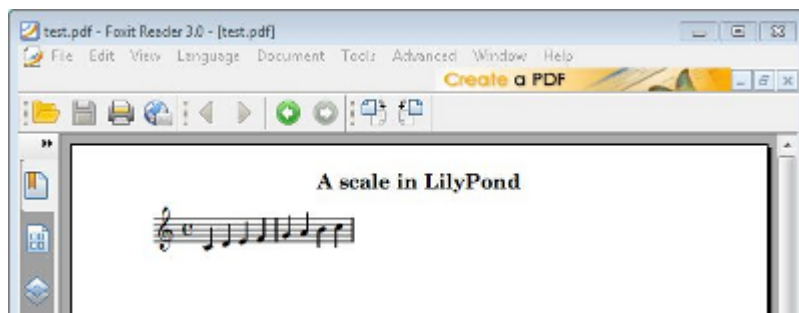 test.pdf - Foxit Reader 3.0 - [test.pdf]
File Edit View Language Document Tools Advanced Window Help
Create a PDF
A scale in LilyPond